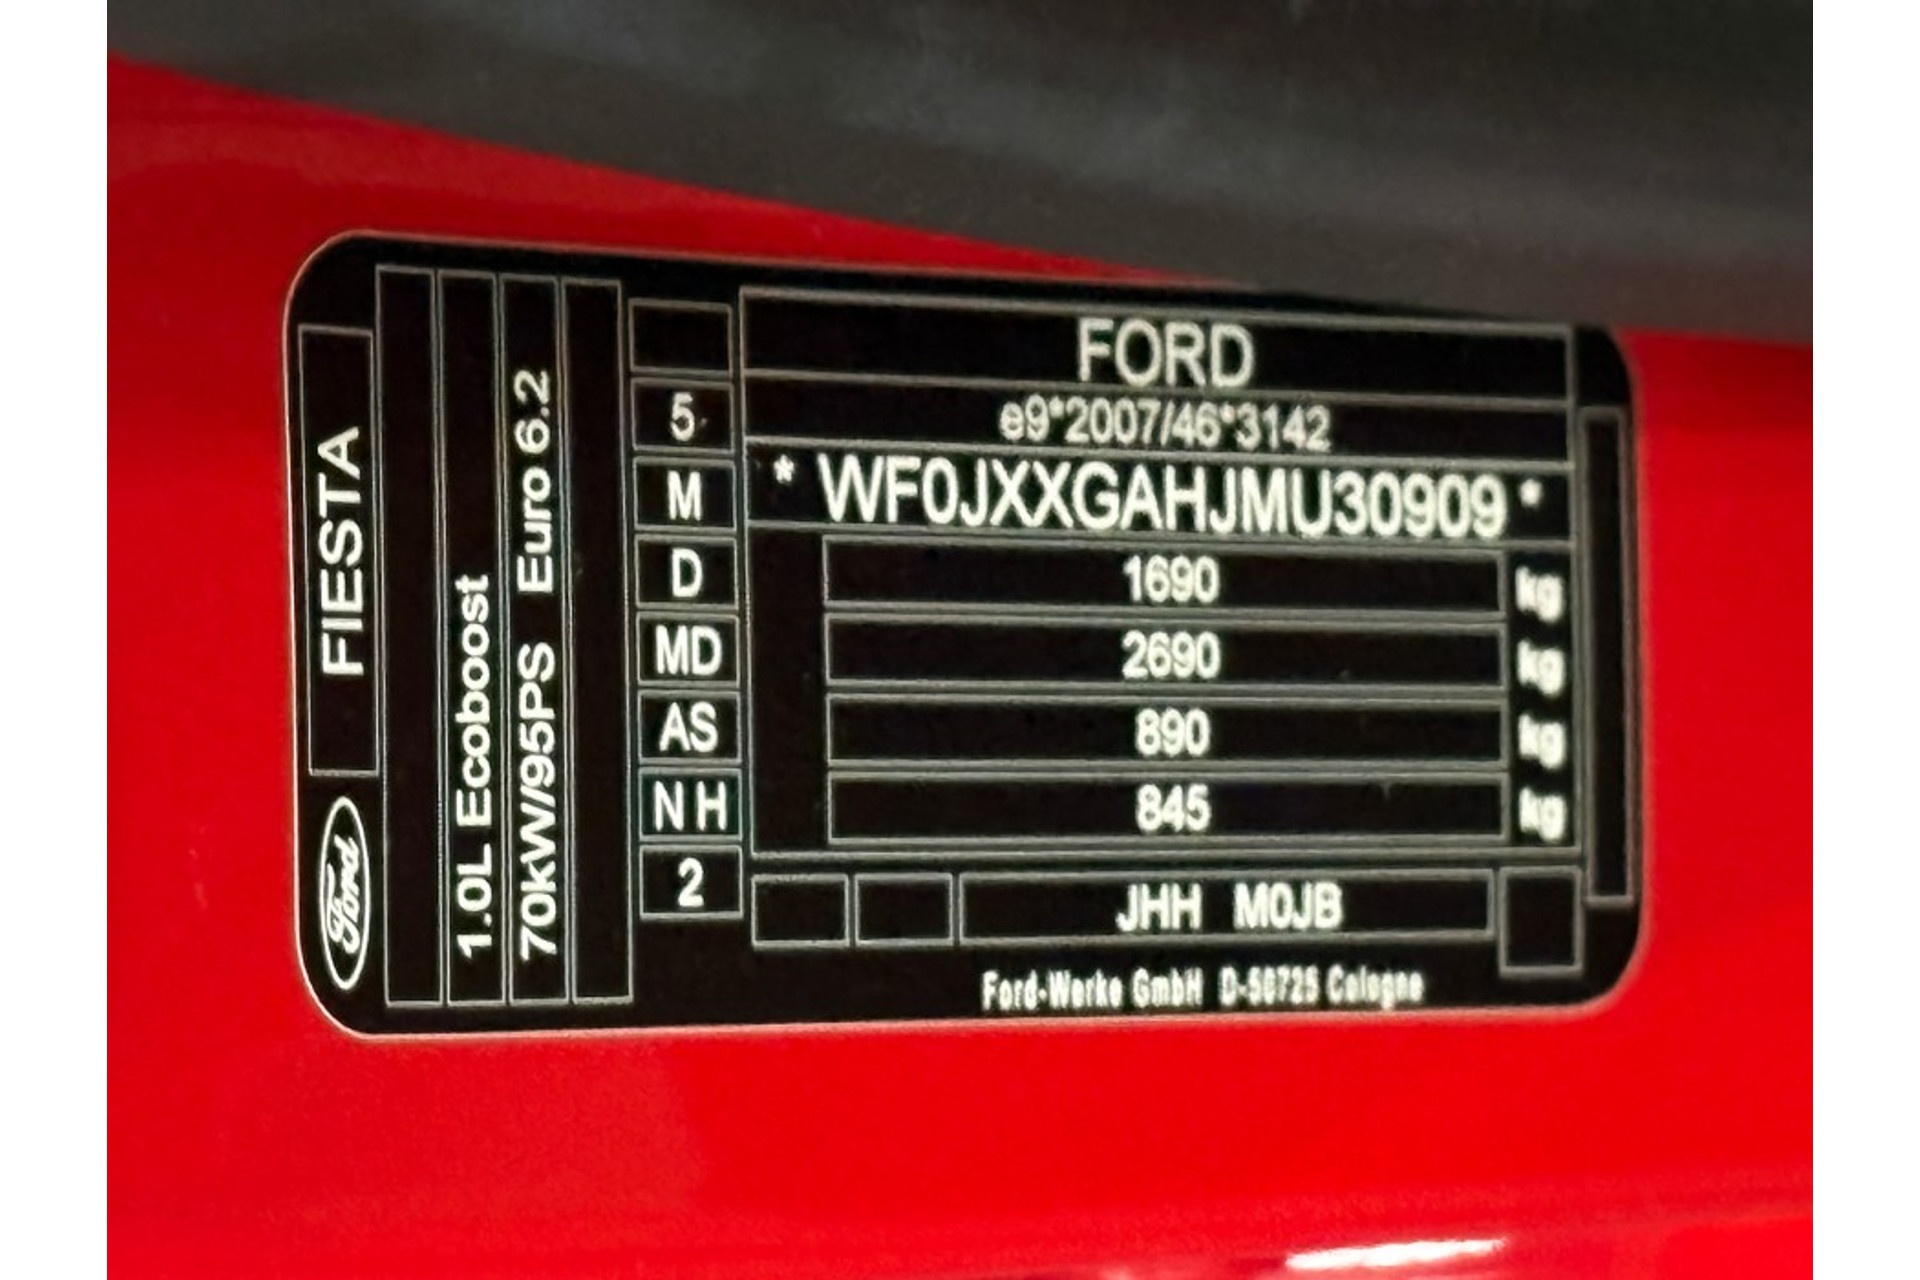 FIESTA
Ford
1.0L Ecoboost
70kW/95PS Euro 6.2
5
M
D
MD
AS
N H
2
FORD
e9*2007/46*3142
* WF0JXXGAHJMU30909 *
1690 kg
2690 kg
890 kg
845 kg
JHH M0JB
Ford-Werke GmbH D-50725 Cologne